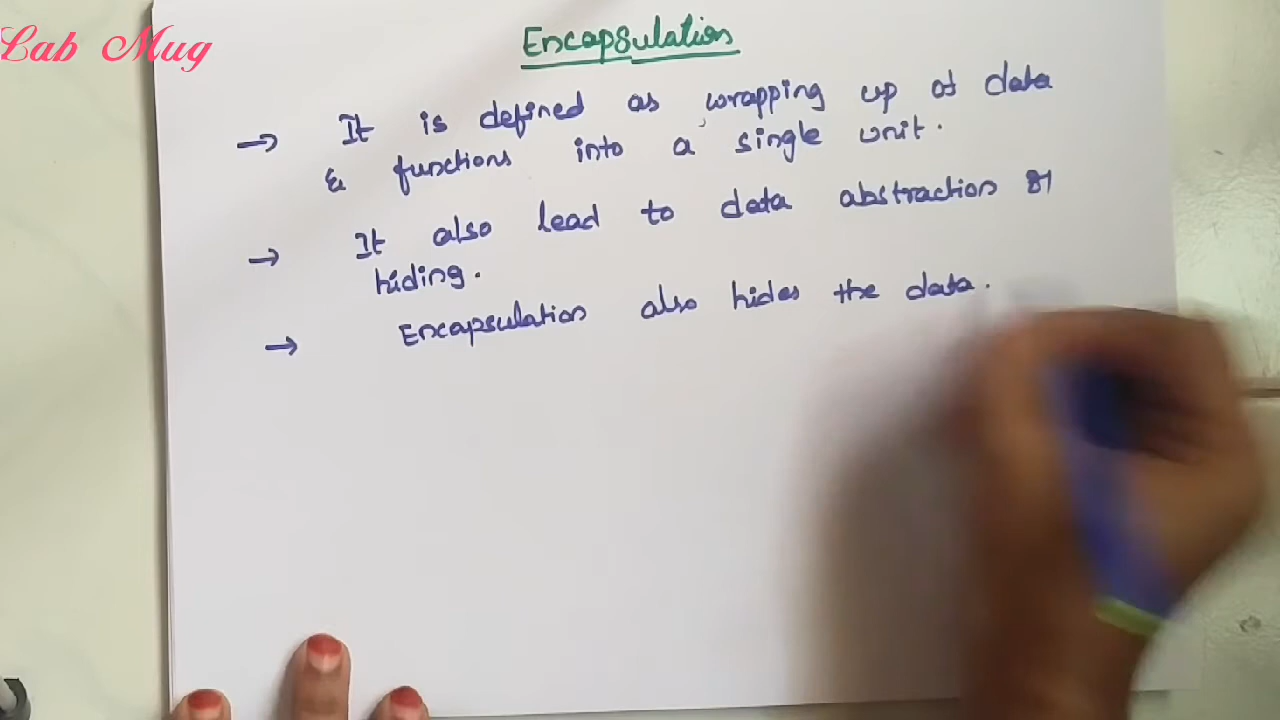 Lab Mug
Encapsulation
→ It is defined as wrapping up of data
& functions into a single unit.
→ It also lead to data abstraction or
hiding.
→ Encapsulation also hides the data.